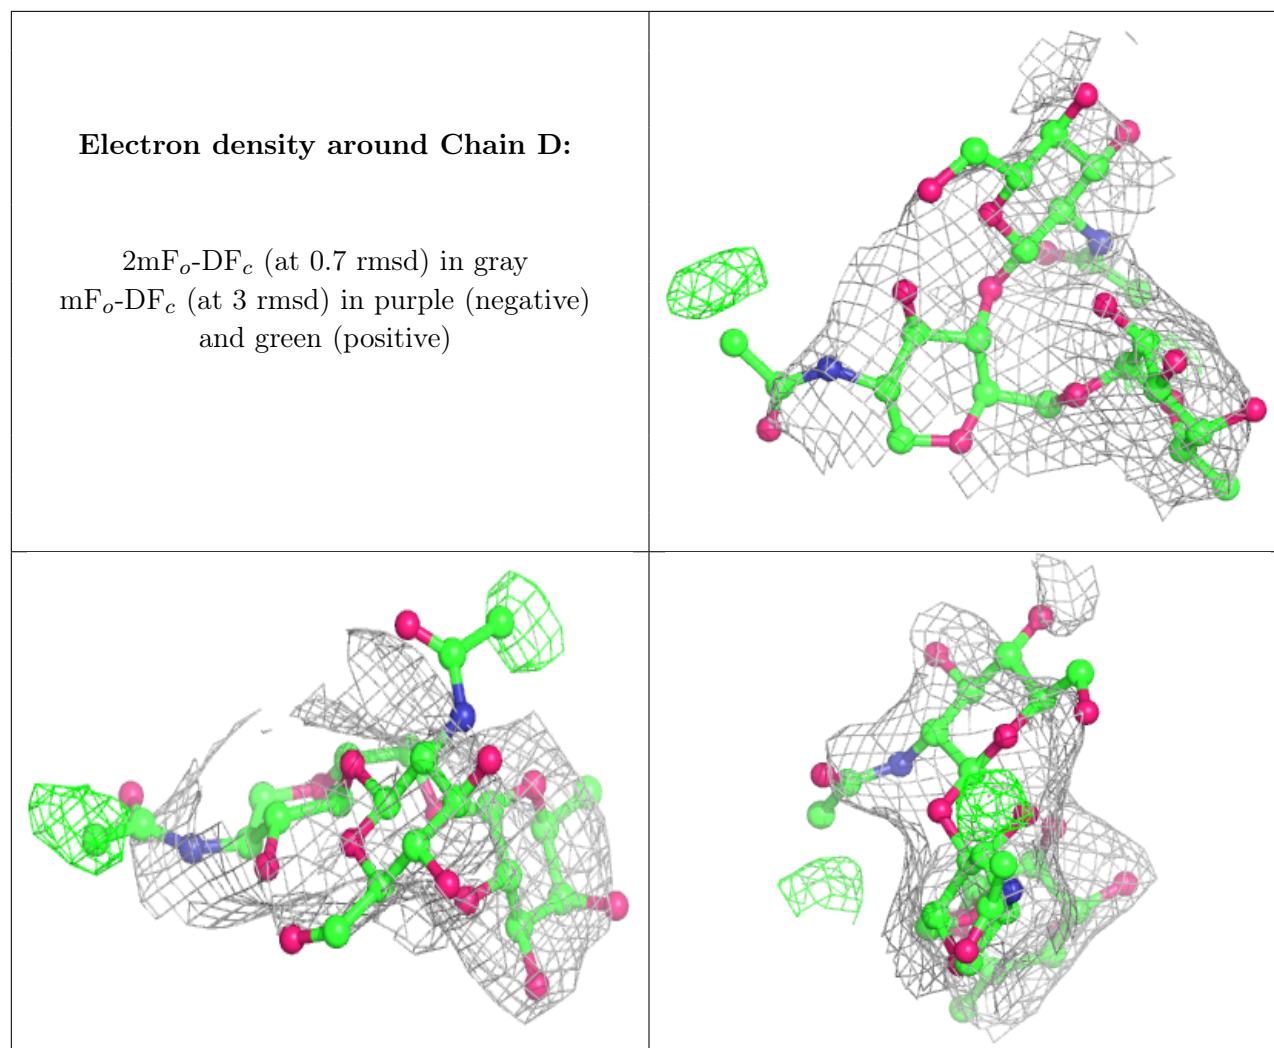 Electron density around Chain D:
2mFₒ-DF𝒸 (at 0.7 rmsd) in gray
mFₒ-DF𝒸 (at 3 rmsd) in purple (negative)
and green (positive)